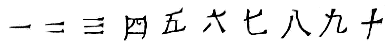 一 二 三 四 五 六 七 八 九 十